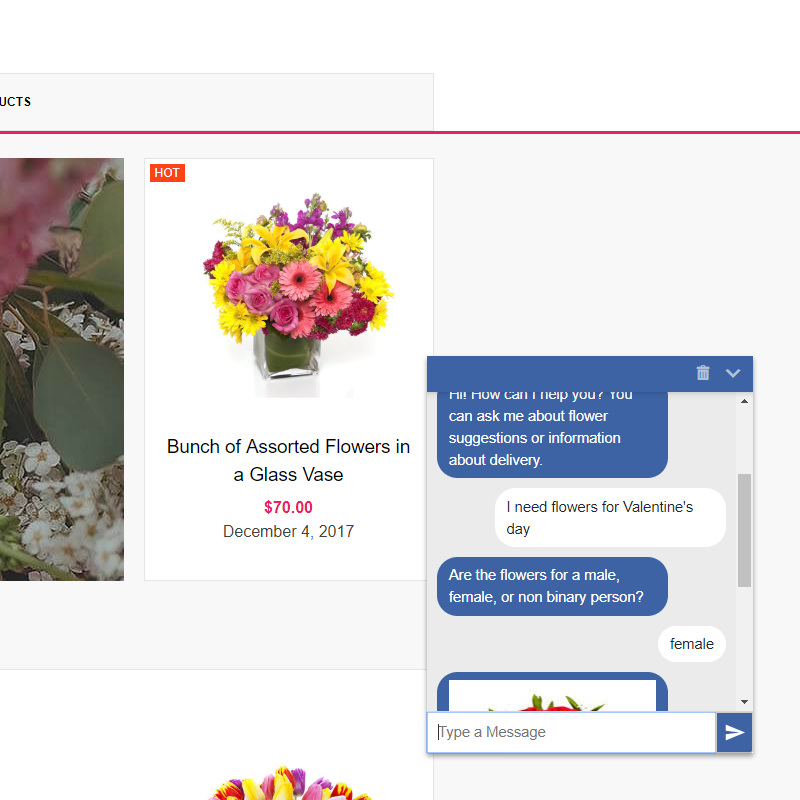 UCTS
HOT
Bunch of Assorted Flowers in
a Glass Vase
$70.00
December 4, 2017
Hi! How can I help you? You
can ask me about flower
suggestions or information
about delivery.
I need flowers for Valentine's
day
Are the flowers for a male,
female, or non binary person?
female
Type a Message